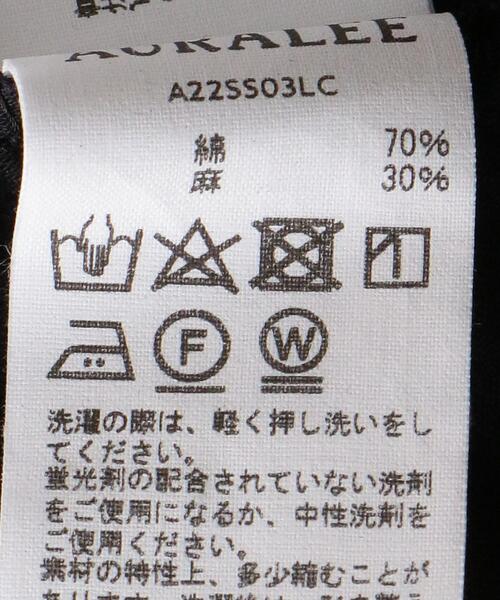 AURALEE
A22SS03LC
綿 70%
麻 30%
F W
洗濯の際は、軽く押し洗いをし
てください。
蛍光剤の配合されていない洗剤
をご使用になるか、中性洗剤を
ご使用ください。
素材の特性上、多少縮むことが